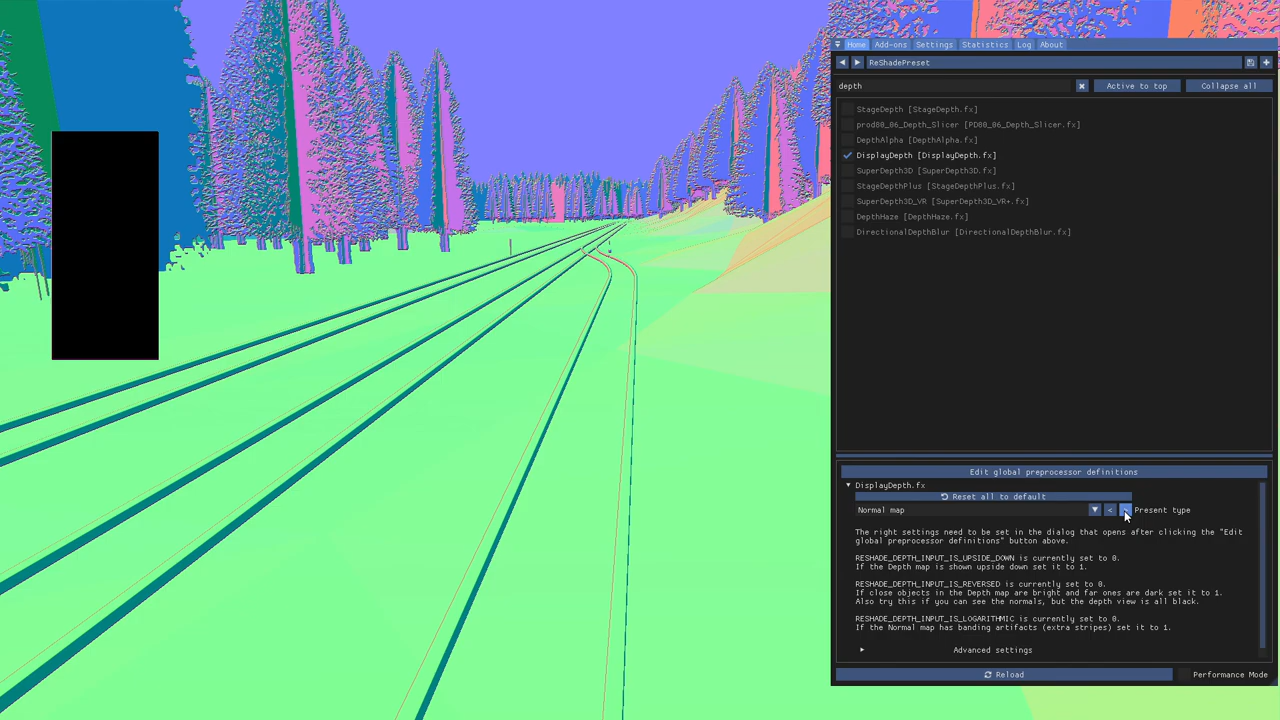 Home Add-ons Settings Statistics Log About
ReShadePreset
depth Active to top Collapse all
StageDepth [StageDepth.fx]
prod80_06_Depth_Slicer [PD80_06_Depth_Slicer.fx]
DepthAlpha [DepthAlpha.fx]
DisplayDepth [DisplayDepth.fx]
SuperDepth3D [SuperDepth3D.fx]
StageDepthPlus [StageDepthPlus.fx]
SuperDepth3D_VR [SuperDepth3D_VR+.fx]
DepthHaze [DepthHaze.fx]
DirectionalDepthBlur [DirectionalDepthBlur.fx]
Edit global preprocessor definitions
DisplayDepth.fx
Reset all to default
Normal map < Present type
The right settings need to be set in the dialog that opens after clicking the "Edit
global preprocessor definitions" button above.
RESHADE_DEPTH_INPUT_IS_UPSIDE_DOWN is currently set to 0.
If the Depth map is shown upside down set it to 1.
RESHADE_DEPTH_INPUT_IS_REVERSED is currently set to 0.
If close objects in the Depth map are bright and far ones are dark set it to 1.
Also try this if you can see the normals, but the depth view is all black.
RESHADE_DEPTH_INPUT_IS_LOGARITHMIC is currently set to 0.
If the Normal map has banding artifacts (extra stripes) set it to 1.
Advanced settings
Reload Performance Mode